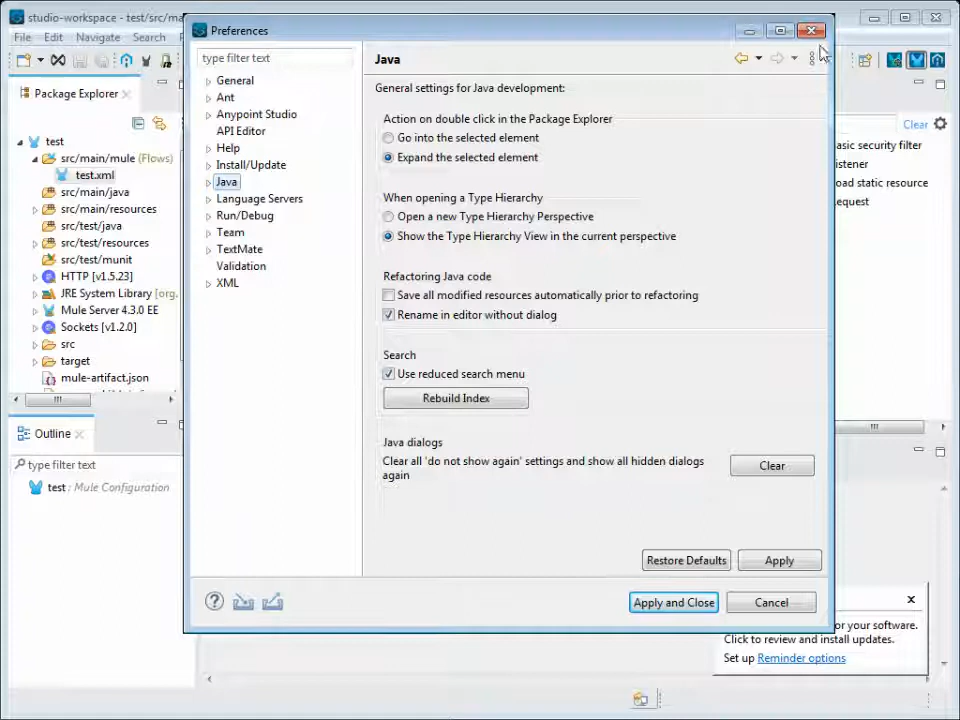 studio-workspace - test/src/ma
File Edit Navigate Search
Package Explorer
test
src/main/mule (Flows)
test.xml
src/main/java
src/main/resources
src/test/java
src/test/resources
src/test/munit
HTTP [v1.5.23]
JRE System Library [org.
Mule Server 4.3.0 EE
Sockets [v1.2.0]
src
target
mule-artifact.json
Outline
type filter text
test : Mule Configuration
Preferences
type filter text
General
Ant
Anypoint Studio
API Editor
Help
Install/Update
Java
Language Servers
Run/Debug
Team
TextMate
Validation
XML
Java
General settings for Java development:
Action on double click in the Package Explorer
Go into the selected element
Expand the selected element
When opening a Type Hierarchy
Open a new Type Hierarchy Perspective
Show the Type Hierarchy View in the current perspective
Refactoring Java code
Save all modified resources automatically prior to refactoring
Rename in editor without dialog
Search
Use reduced search menu
Rebuild Index
Java dialogs
Clear all 'do not show again' settings and show all hidden dialogs
again
Clear
Restore Defaults Apply
Apply and Close Cancel
Clear
asic security filter
istener
oad static resource
equest
or your software.
Click to review and install updates.
Set up Reminder options